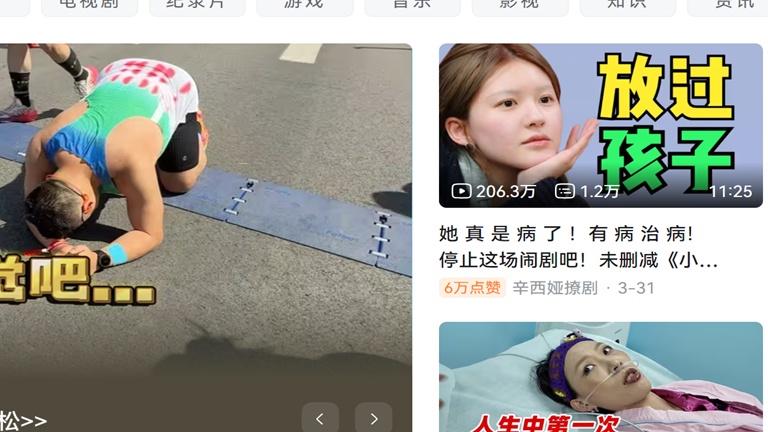 电视剧
纪录片
游戏
音乐
影视
知识
资讯
觉吧...
松>>
放过
孩子
206.3万
1.2万
11:25
她真是病了！有病治病!
停止这场闹剧吧！未删减《小...
6万点赞
辛西娅撩剧 · 3-31
人生中第一次